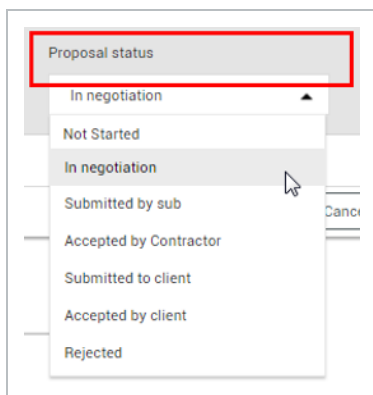 Proposal status
In negotiation
Not Started
In negotiation
Submitted by sub
Cance
Accepted by Contractor
Submitted to client
Accepted by client
Rejected